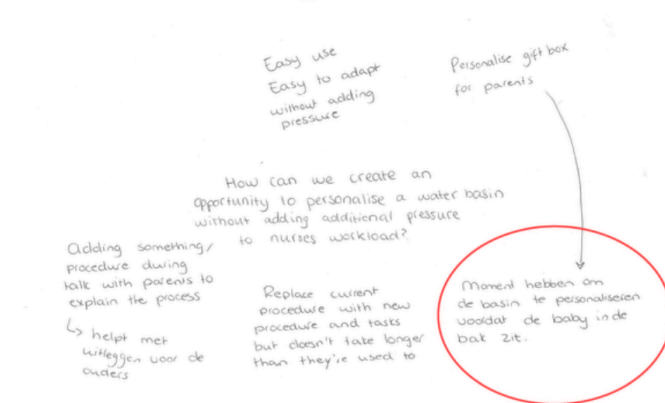 Easy use
Easy to adapt
without adding
pressure
Personalise gift box
for parents
How can we create an
opportunity to personalise a water basin
without adding additional pressure
to nurses workload?
Adding something/
procedure during
talk with parents to
explain the process
↳ helpt met
uitleggen voor de
ouders
Replace current
procedure with new
procedure and tasks
but doesn't take longer
than they're used to
Moment hebben om
de basin te personaliseren
voordat de baby in de
bak zit.